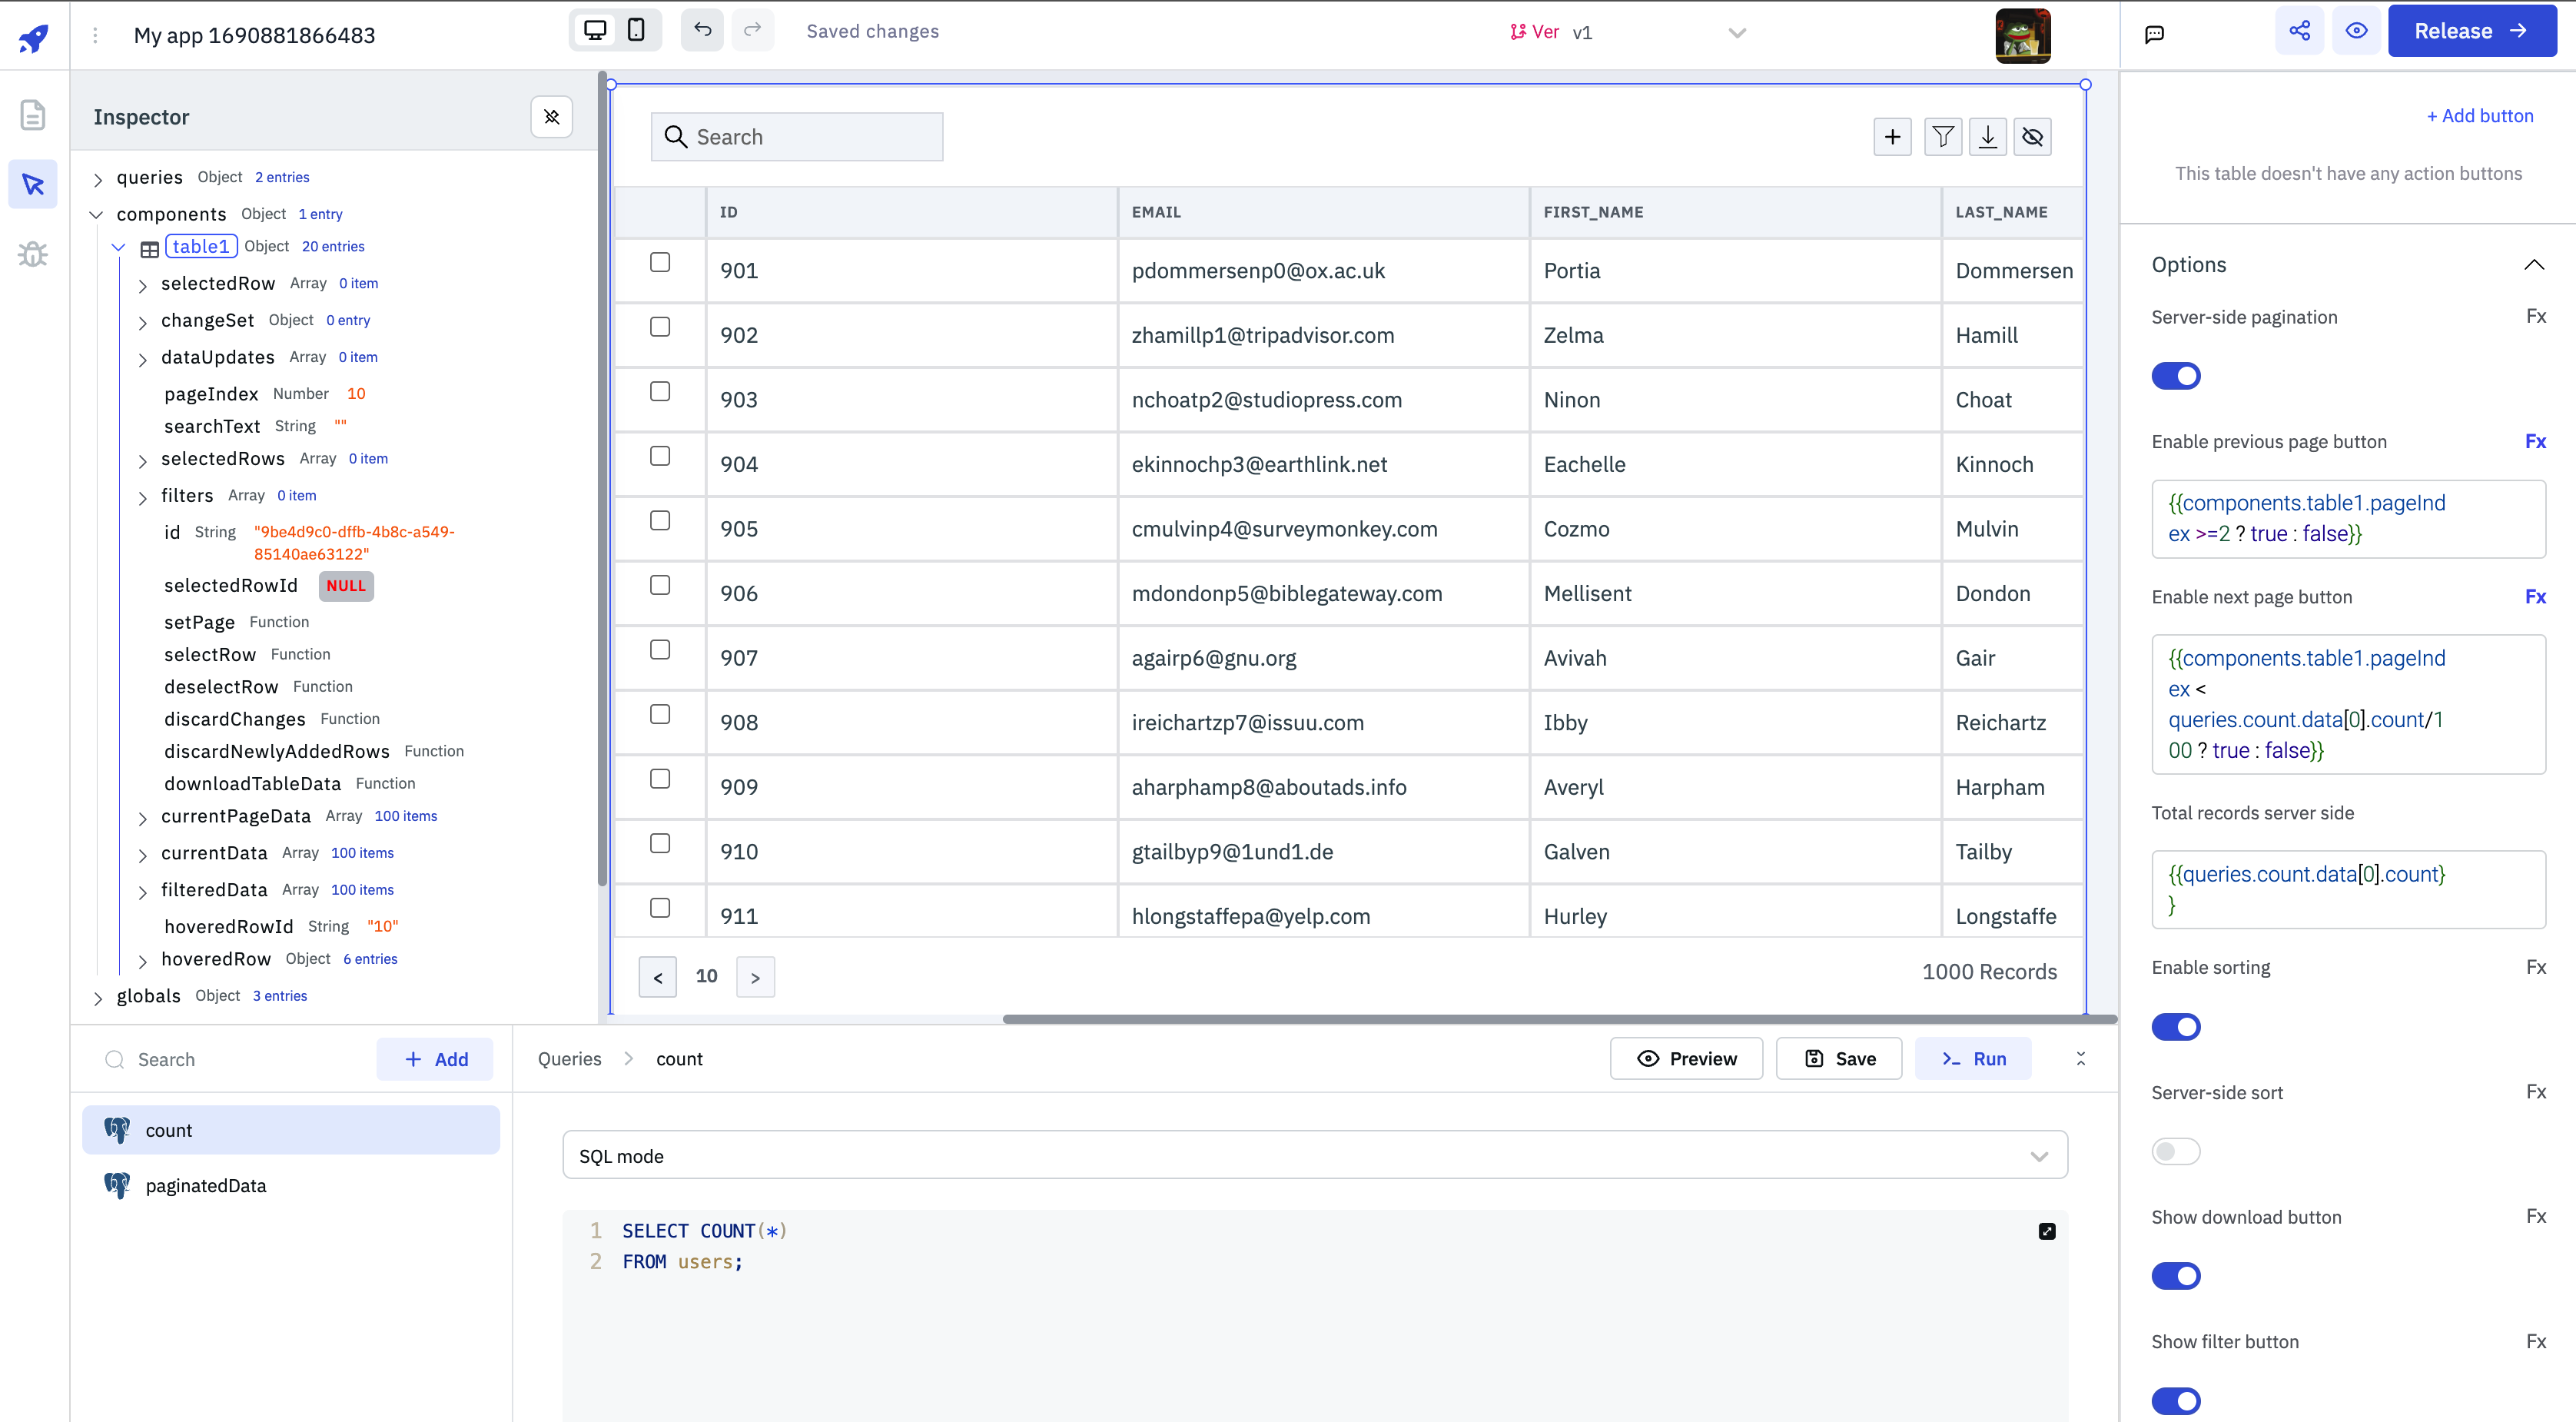 My app 1690881866483
Saved changes
Ver v1
Release
Inspector
queries Object 2 entries
components Object 1 entry
table1 Object 20 entries
selectedRow Array 0 item
changeSet Object 0 entry
dataUpdates Array 0 item
pageIndex Number 10
searchText String ""
selectedRows Array 0 item
filters Array 0 item
id String "9be4d9c0-dffb-4b8c-a549-
85140ae63122"
selectedRowId NULL
setPage Function
selectRow Function
deselectRow Function
discardChanges Function
discardNewlyAddedRows Function
downloadTableData Function
currentPageData Array 100 items
currentData Array 100 items
filteredData Array 100 items
hoveredRowId String "10"
hoveredRow Object 6 entries
globals Object 3 entries
Search
ID EMAIL FIRST_NAME LAST_NAME
901 pdommersenp0@ox.ac.uk Portia Dommersen
902 zhamillp1@tripadvisor.com Zelma Hamill
903 nchoatp2@studiopress.com Ninon Choat
904 ekinnochp3@earthlink.net Eachelle Kinnoch
905 cmulvinp4@surveymonkey.com Cozmo Mulvin
906 mdondonp5@biblegateway.com Mellisent Dondon
907 agairp6@gnu.org Avivah Gair
908 ireichartzp7@issuu.com Ibby Reichartz
909 aharphamp8@aboutads.info Averyl Harpham
910 gtailbyp9@1und1.de Galven Tailby
911 hlongstaffepa@yelp.com Hurley Longstaffe
< 10 > 1000 Records
+ Add button
This table doesn't have any action buttons
Options
Server-side pagination Fx
Enable previous page button Fx
{{components.table1.pageInd
ex >=2 ? true : false}}
Enable next page button Fx
{{components.table1.pageInd
ex <
queries.count.data[0].count/1
00 ? true : false}}
Total records server side
{{queries.count.data[0].count}
}
Enable sorting Fx
Server-side sort Fx
Show download button Fx
Show filter button Fx
Search + Add
count
paginatedData
Queries > count
Preview Save Run
SQL mode
1 SELECT COUNT(*)
2 FROM users;